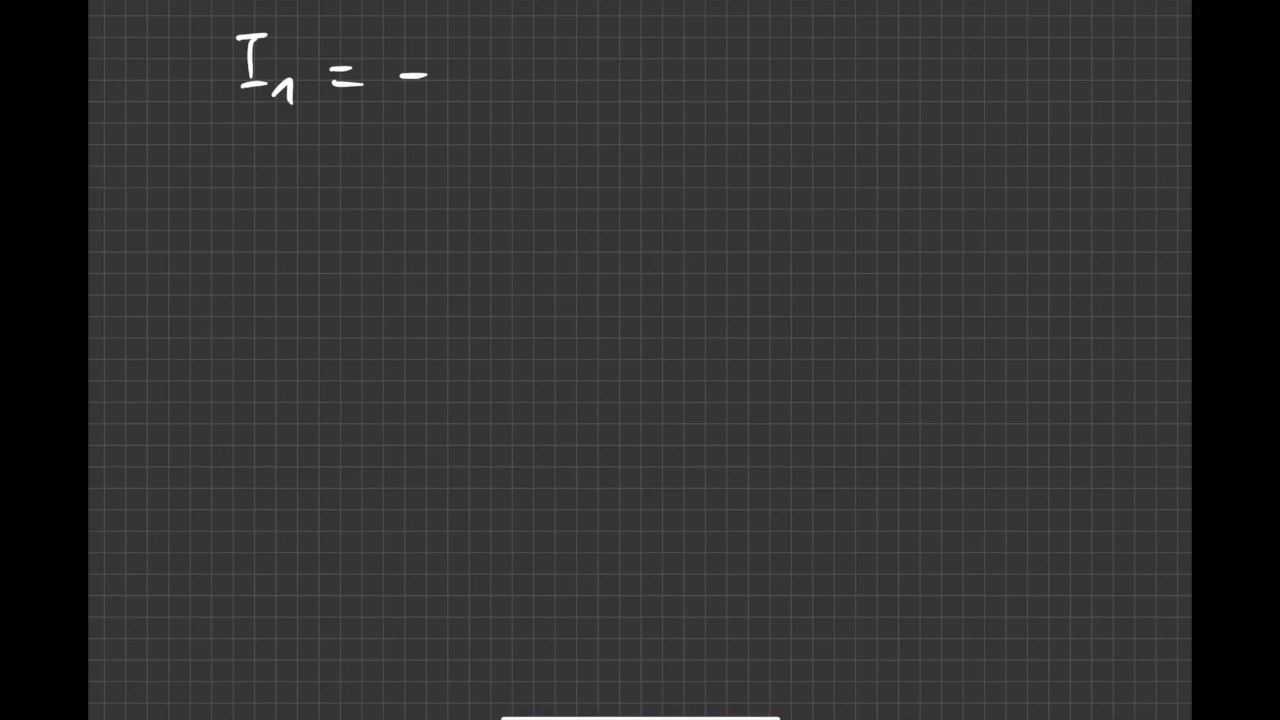 I₁ = -